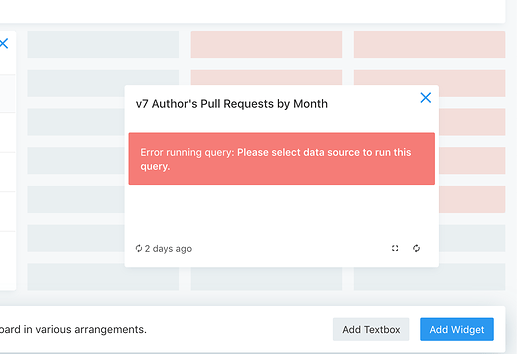 v7 Author's Pull Requests by Month
Error running query: Please select data source to run this
query.
2 days ago
oard in various arrangements.
Add Textbox
Add Widget